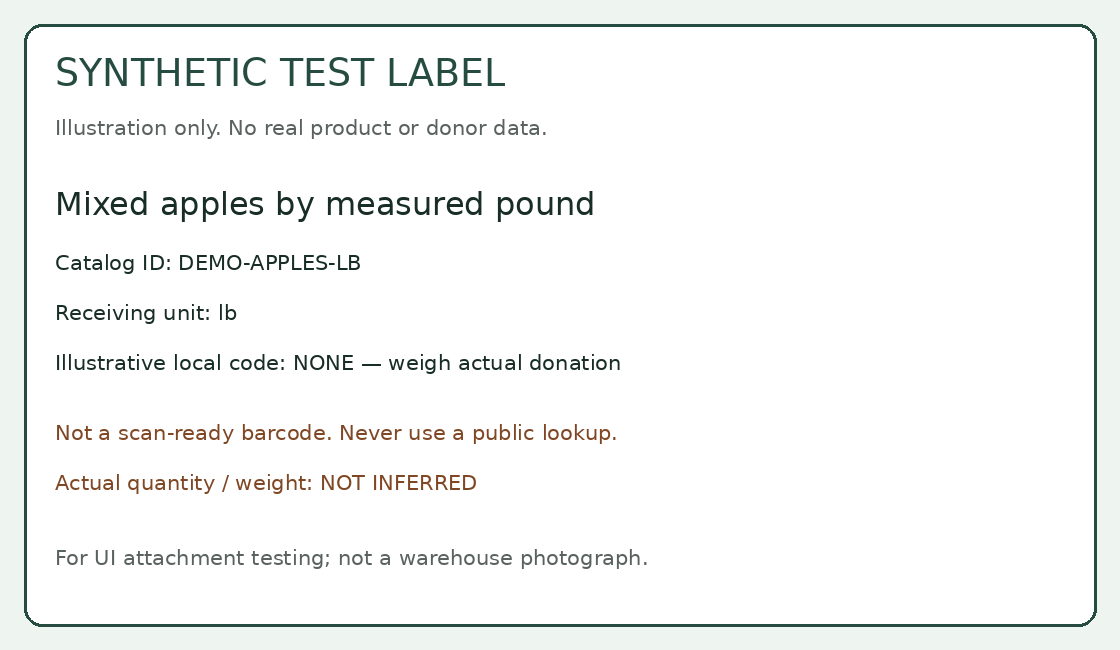 SYNTHETIC TEST LABEL
Illustration only. No real product or donor data.
Mixed apples by measured pound
Catalog ID: DEMO-APPLES-LB
Receiving unit: lb
Illustrative local code: NONE — weigh actual donation
Not a scan-ready barcode. Never use a public lookup.
Actual quantity / weight: NOT INFERRED
For UI attachment testing; not a warehouse photograph.